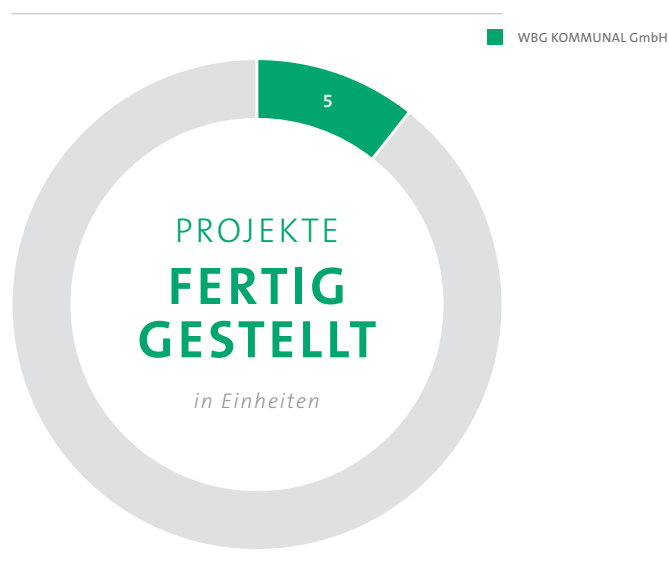 WBG KOMMUNAL GmbH
5
PROJEKTE
FERTIG
GESTELLT
in Einheiten